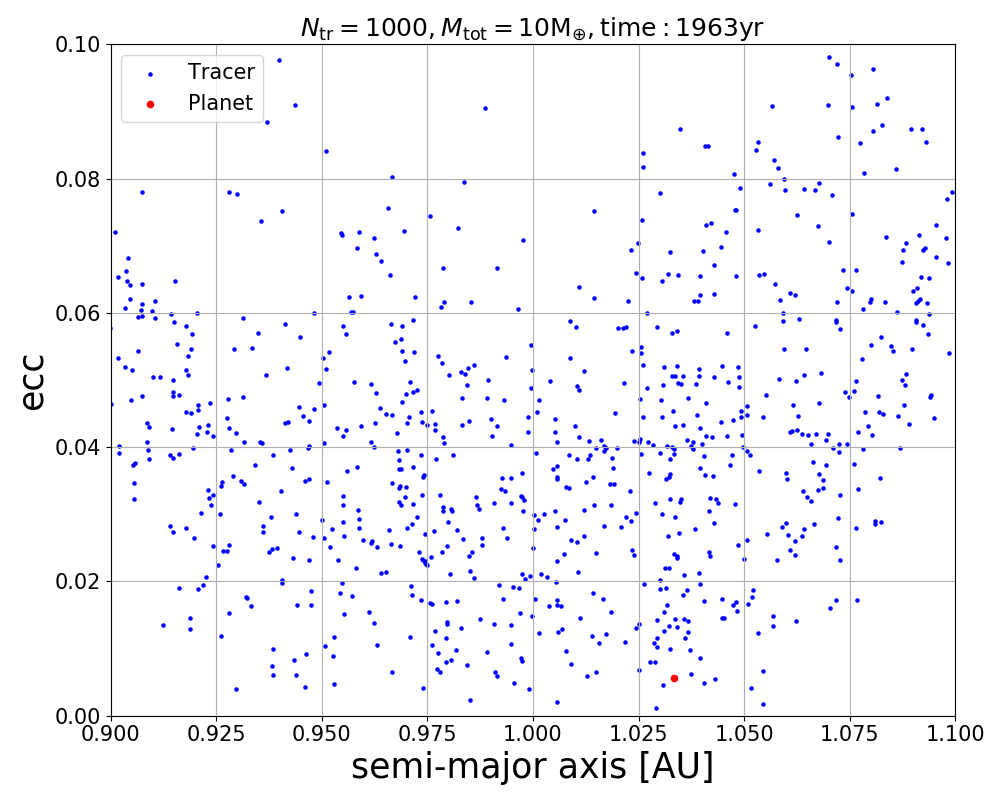 N_tr = 1000, M_tot = 10M_⊕, time : 1963yr
0.10
Tracer
Planet
0.08
0.06
0.04
0.02
0.00
ecc
0.900 0.925 0.950 0.975 1.000 1.025 1.050 1.075 1.100
semi-major axis [AU]